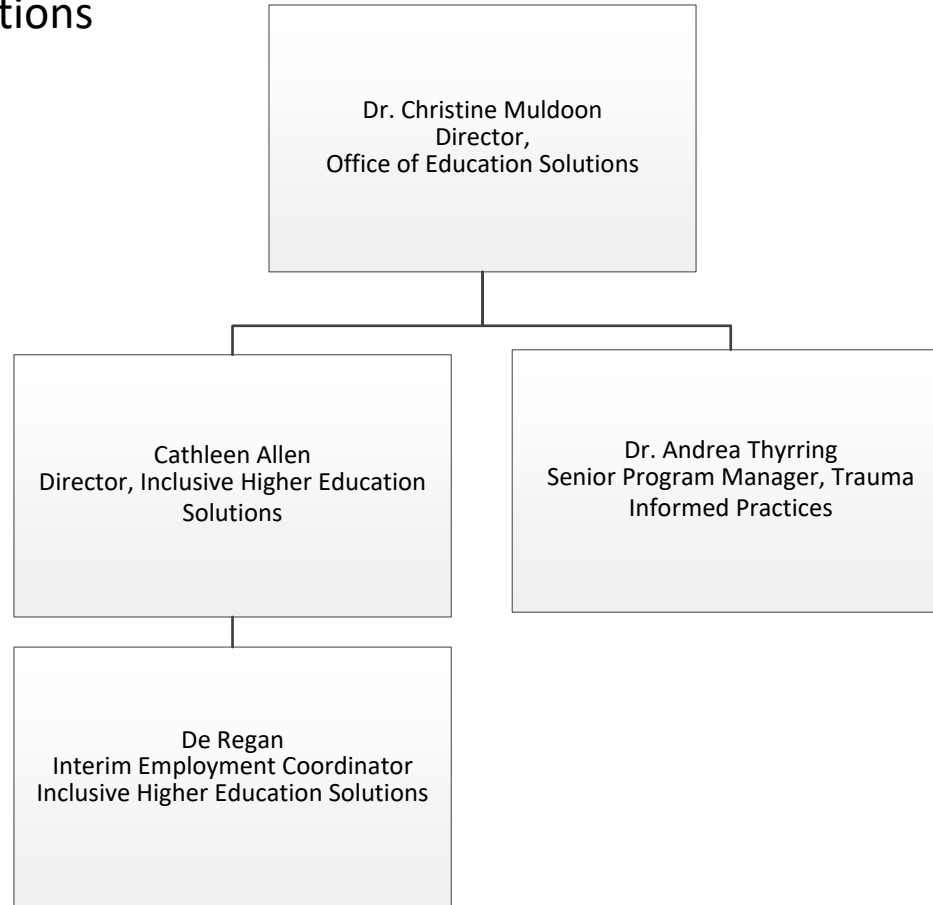 tions
Dr. Christine Muldoon
Director,
Office of Education Solutions
Cathleen Allen
Director, Inclusive Higher Education
Solutions
Dr. Andrea Thyrring
Senior Program Manager, Trauma
Informed Practices
De Regan
Interim Employment Coordinator
Inclusive Higher Education Solutions